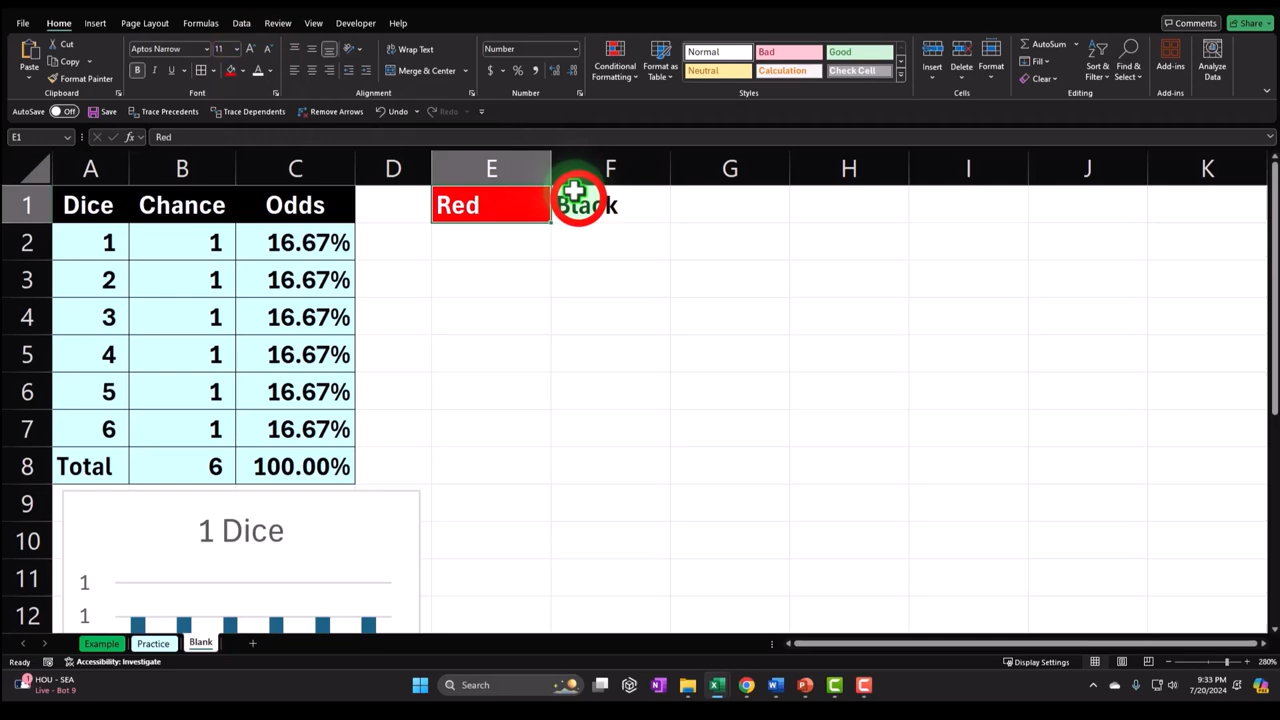 File Home Insert Page Layout Formulas Data Review View Developer Help Comments Share
Paste Cut Copy Format Painter Clipboard
Aptos Narrow 11 B I U Font
Wrap Text Merge & Center Alignment
Number $ % Number
Conditional Formatting Format as Table Normal Bad Good Neutral Calculation Check Cell Styles
Insert Delete Format Cells
AutoSum Fill Clear Sort & Filter Find & Select Editing
Add-ins Add-ins Analyze Data
AutoSave Off Save Trace Precedents Trace Dependents Remove Arrows Undo Redo
E1 fx Red
A B C D E F G H I J K
1 Dice Chance Odds Red Black
2 1 1 16.67%
3 2 1 16.67%
4 3 1 16.67%
5 4 1 16.67%
6 5 1 16.67%
7 6 1 16.67%
8 Total 6 100.00%
9
10 1 Dice
11 1
12 1
Example Practice Blank
Ready Accessibility: Investigate Display Settings 280%
HOU - SEA
Live - Bot 9
Search
9:33 PM
7/20/2024